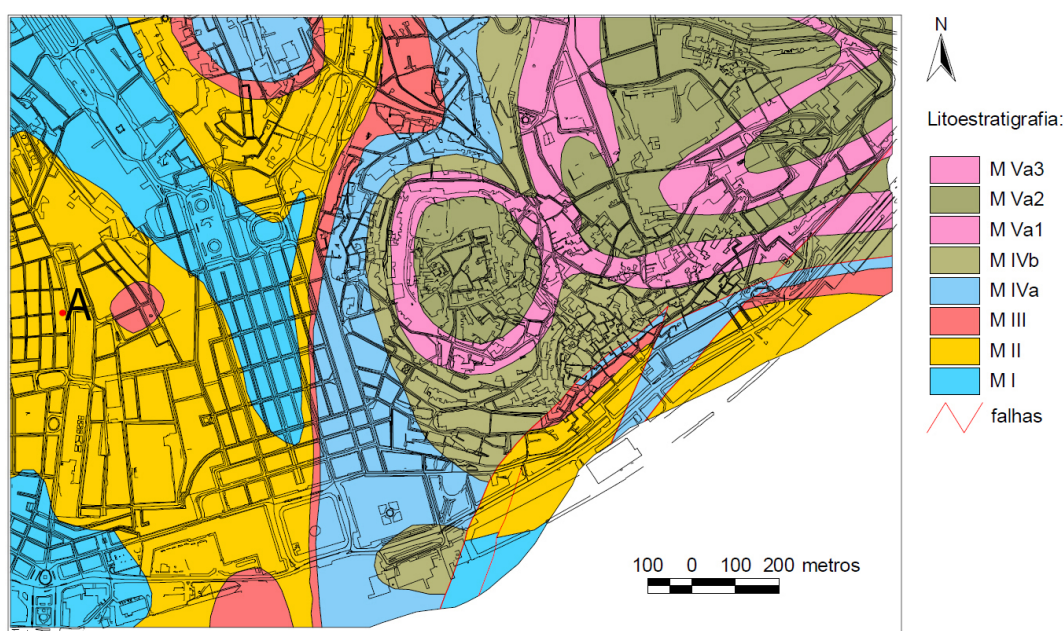 N
Litoestratigrafia:
M Va3
M Va2
M Va1
M IVb
M IVa
M III
M II
M I
falhas
A
100 0 100 200 metros